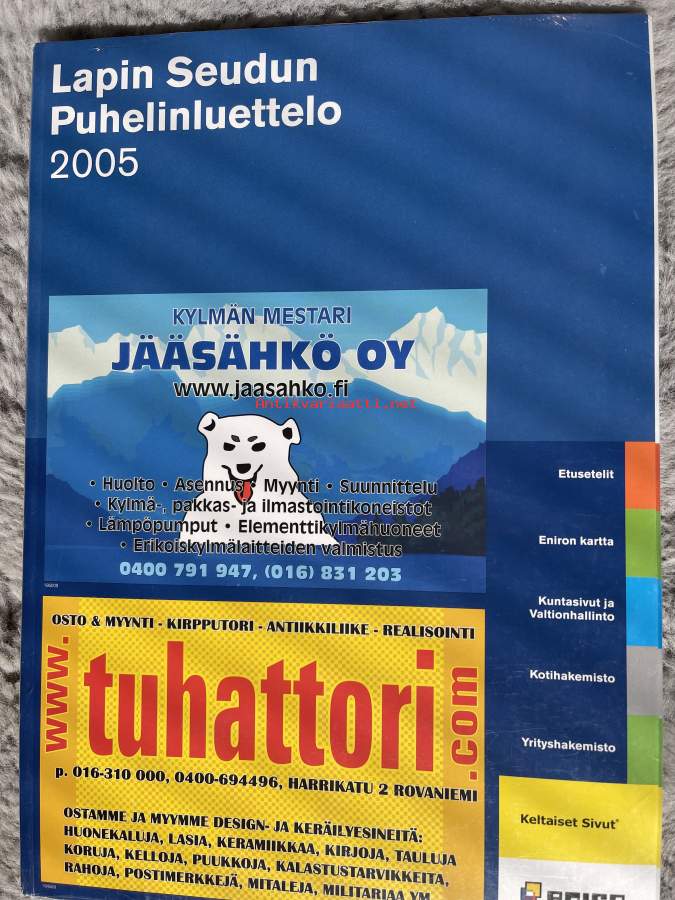 Lapin Seudun
Puhelinluettelo
2005
KYLMÄN MESTARI
JÄÄSÄHKÖ OY
www.jaasahko.fi
Antikvariaatti.net
• Huolto • Asennus • Myynti • Suunnittelu
• Kylmä-, pakkas- ja ilmastointikoneistot
• Lämpöpumput • Elementtikylmähuoneet
• Erikoiskylmälaitteiden valmistus
0400 791 947, (016) 831 203
OSTO & MYYNTI - KIRPPUTORI - ANTIIKKILIIKE - REALISOINTI
www.
tuhattori
.com
p. 016-310 000, 0400-694496, HARRIKATU 2 ROVANIEMI
OSTAMME JA MYYMME DESIGN- JA KERÄILYESINEITÄ:
HUONEKALUJA, LASIA, KERAMIIKKAA, KIRJOJA, TAULUJA
KORUJA, KELLOJA, PUUKKOJA, KALASTUSTARVIKKEITA,
RAHOJA, POSTIMERKKEJÄ, MITALEJA, MILITARIAA YM.
Etusetelit
Eniron kartta
Kuntasivut ja
Valtionhallinto
Kotihakemisto
Yrityshakemisto
Keltaiset Sivut®